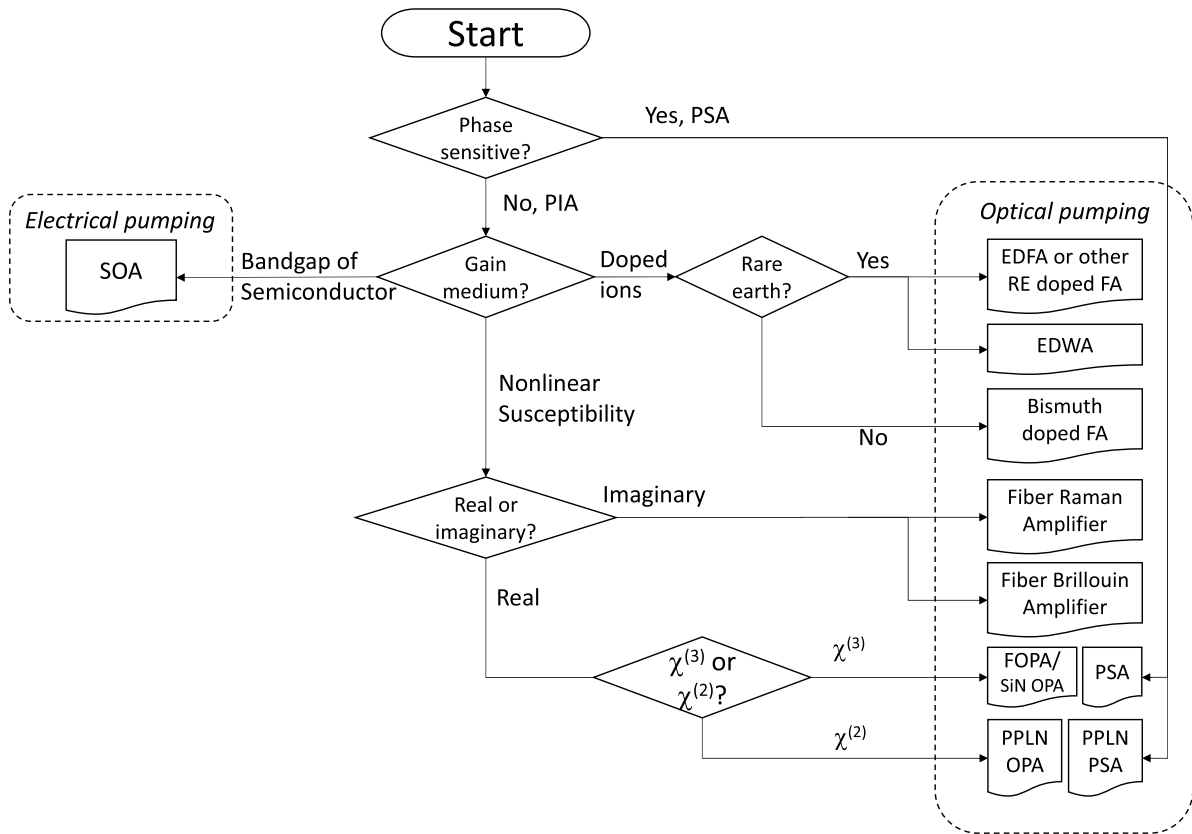 Start
Phase
sensitive?
Yes, PSA
No, PIA
Electrical pumping
SOA
Bandgap of
Semiconductor
Gain
medium?
Doped
ions
Rare
earth?
Yes
No
Optical pumping
EDFA or other
RE doped FA
EDWA
Bismuth
doped FA
Nonlinear
Susceptibility
Real or
imaginary?
Imaginary
Real
Fiber Raman
Amplifier
Fiber Brillouin
Amplifier
χ(3) or
χ(2)?
χ(3)
χ(2)
FOPA/
SiN OPA
PSA
PPLN
OPA
PPLN
PSA